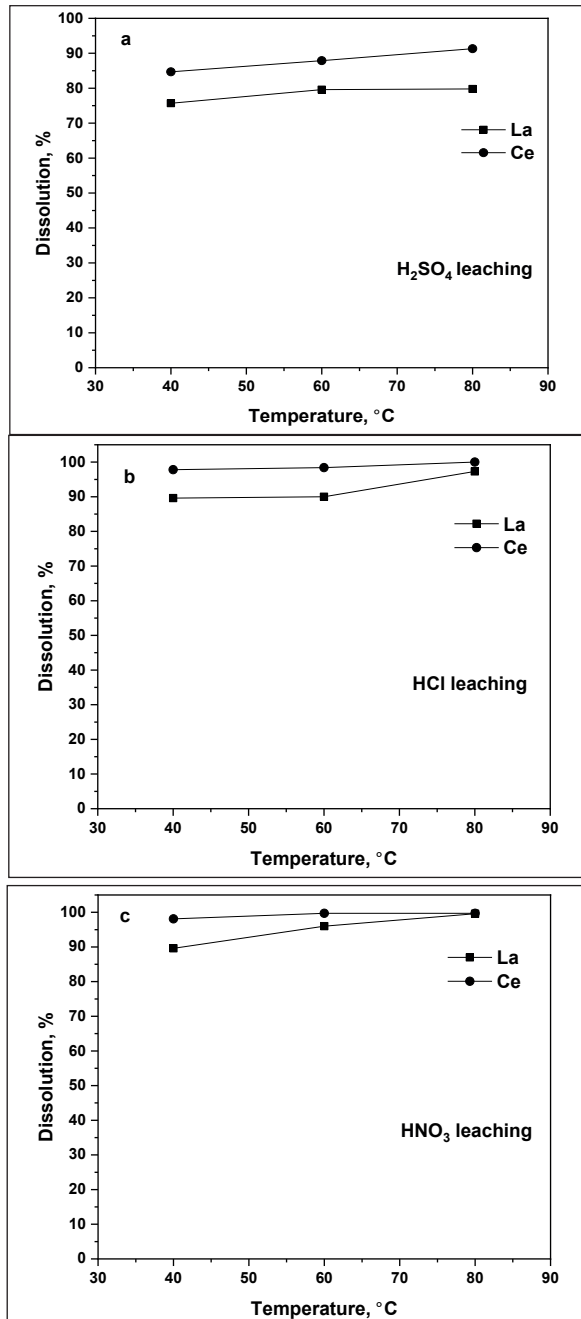 a
100
90
80
70
60
50
40
30
20
10
0
Dissolution, %
La
Ce
H₂SO₄ leaching
30 40 50 60 70 80 90
Temperature, °C
b
100
90
80
70
60
50
40
30
20
10
0
Dissolution, %
La
Ce
HCl leaching
30 40 50 60 70 80 90
Temperature, °C
c
100
90
80
70
60
50
40
30
20
10
0
Dissolution, %
La
Ce
HNO₃ leaching
30 40 50 60 70 80 90
Temperature, °C